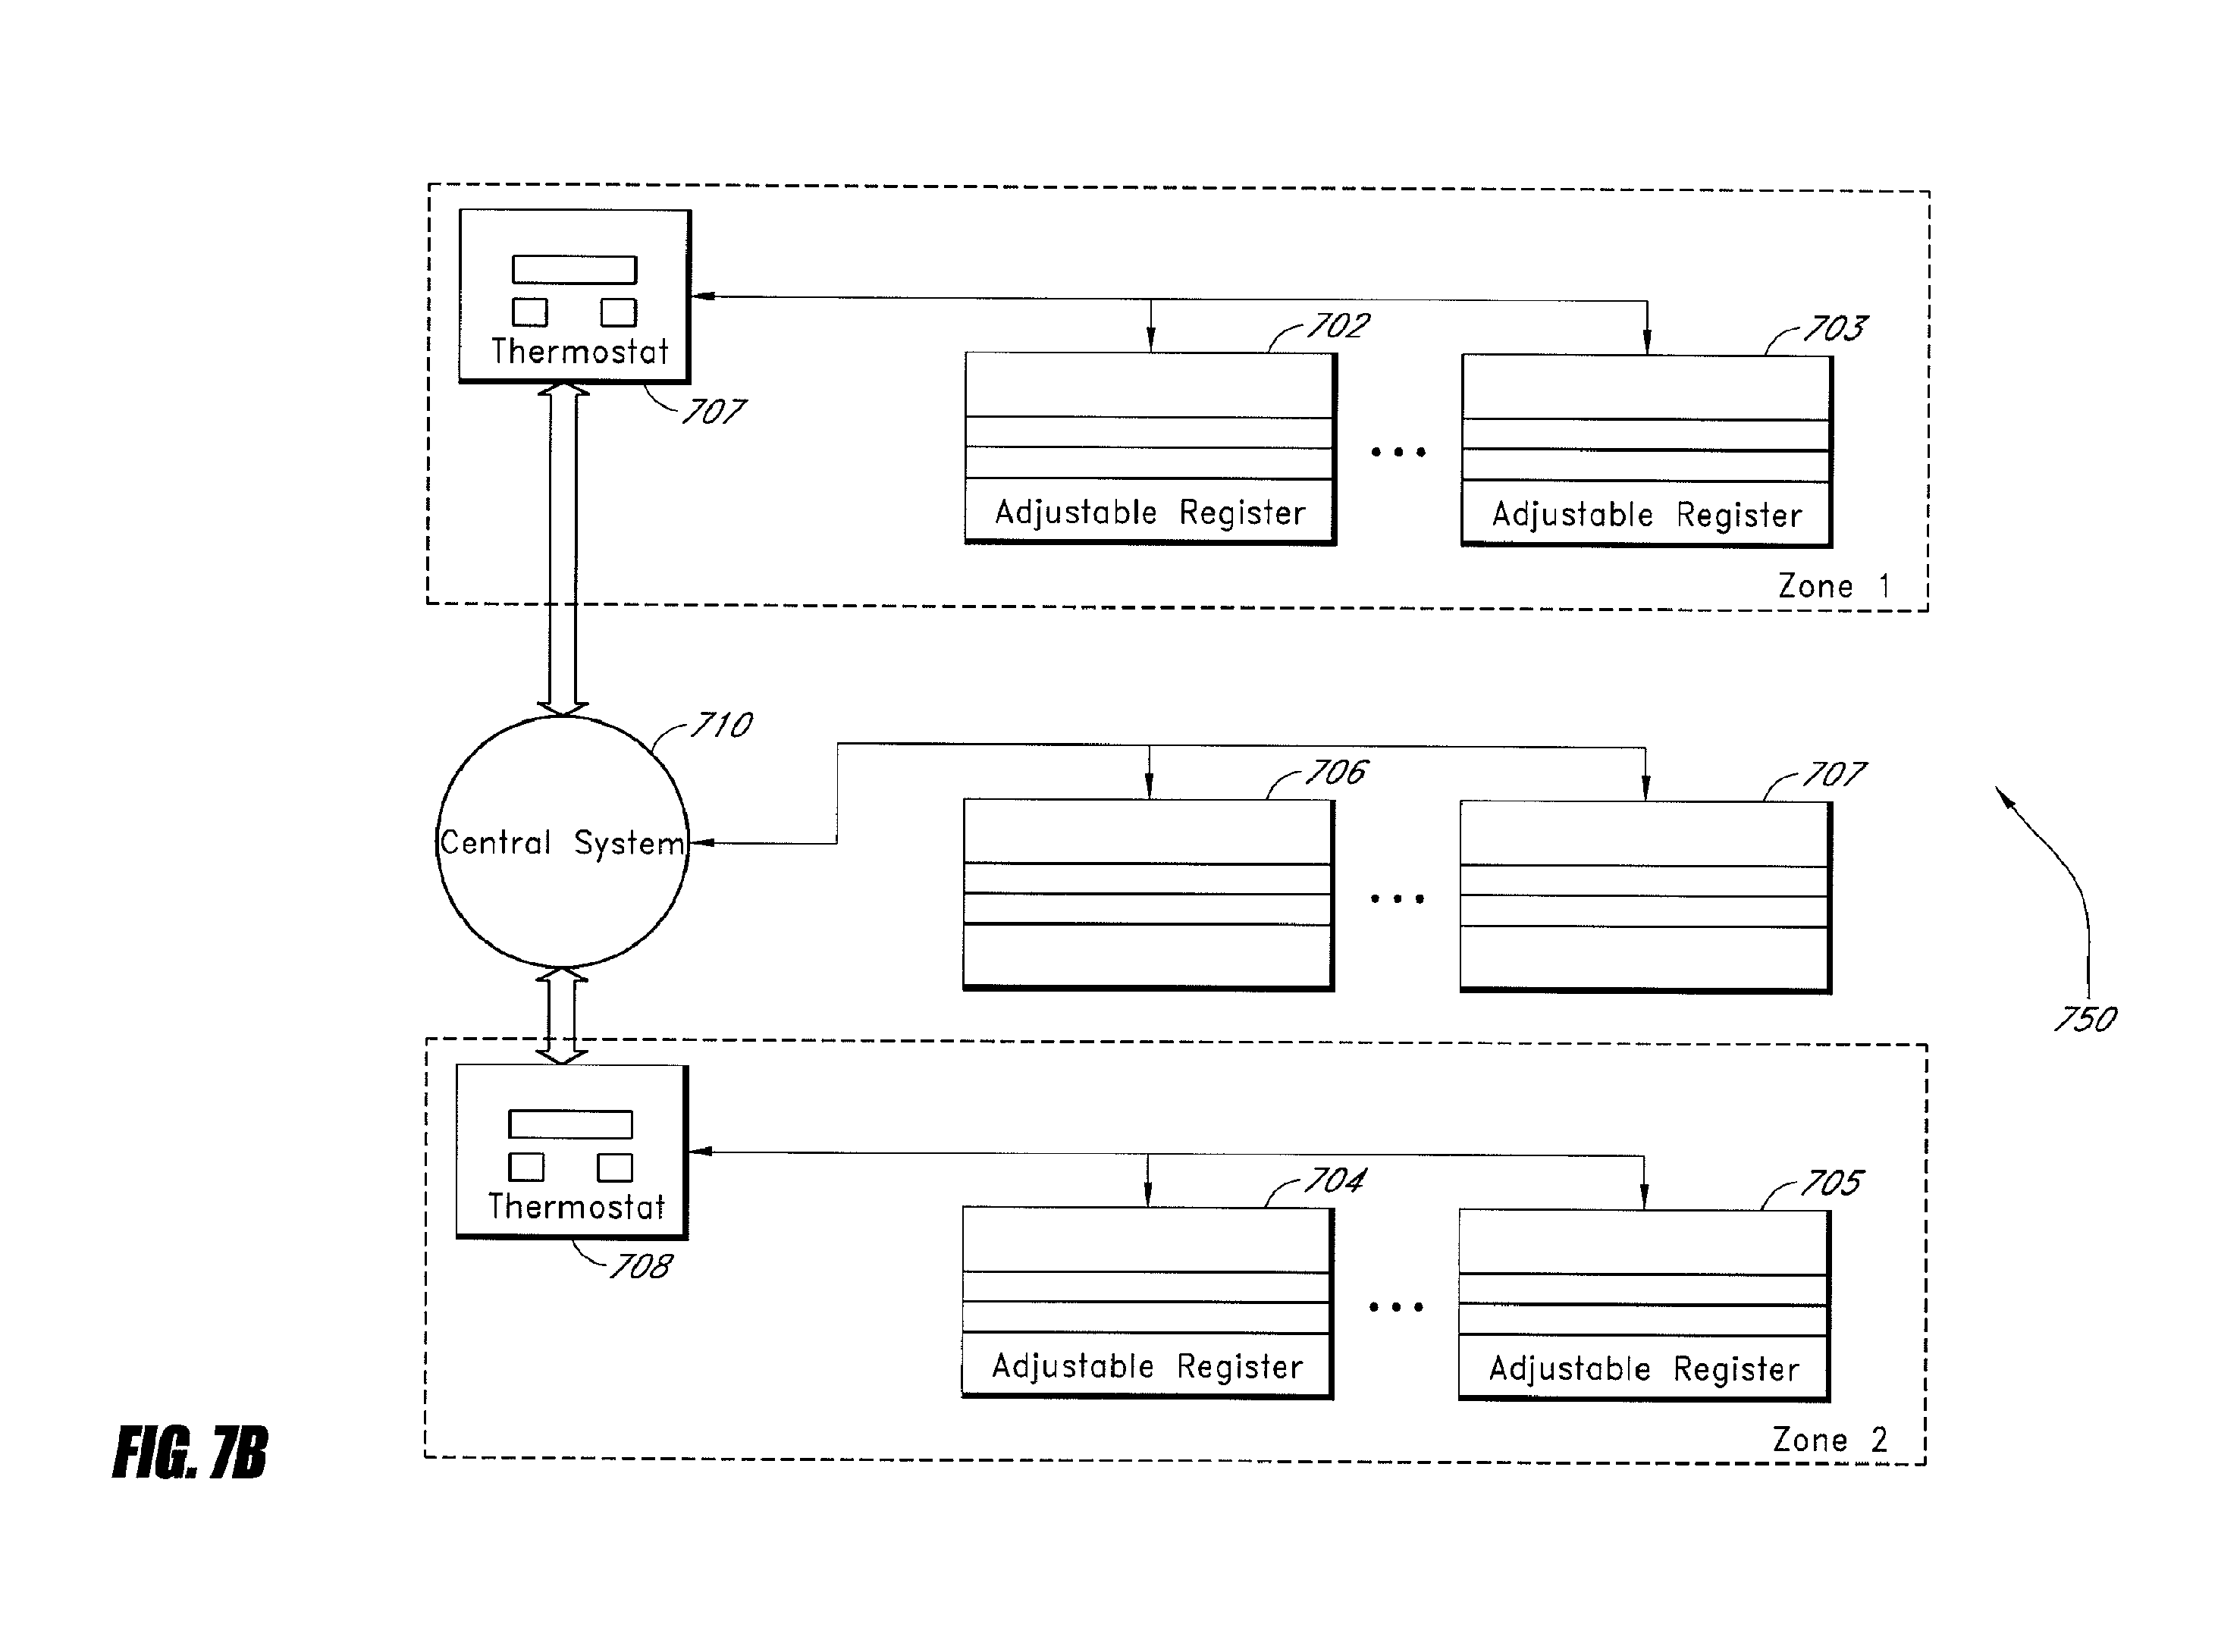 Thermostat
707
702
703
Adjustable Register
Adjustable Register
Zone 1
710
Central System
706
707
750
Thermostat
708
704
705
Adjustable Register
Adjustable Register
Zone 2
FIG. 7B